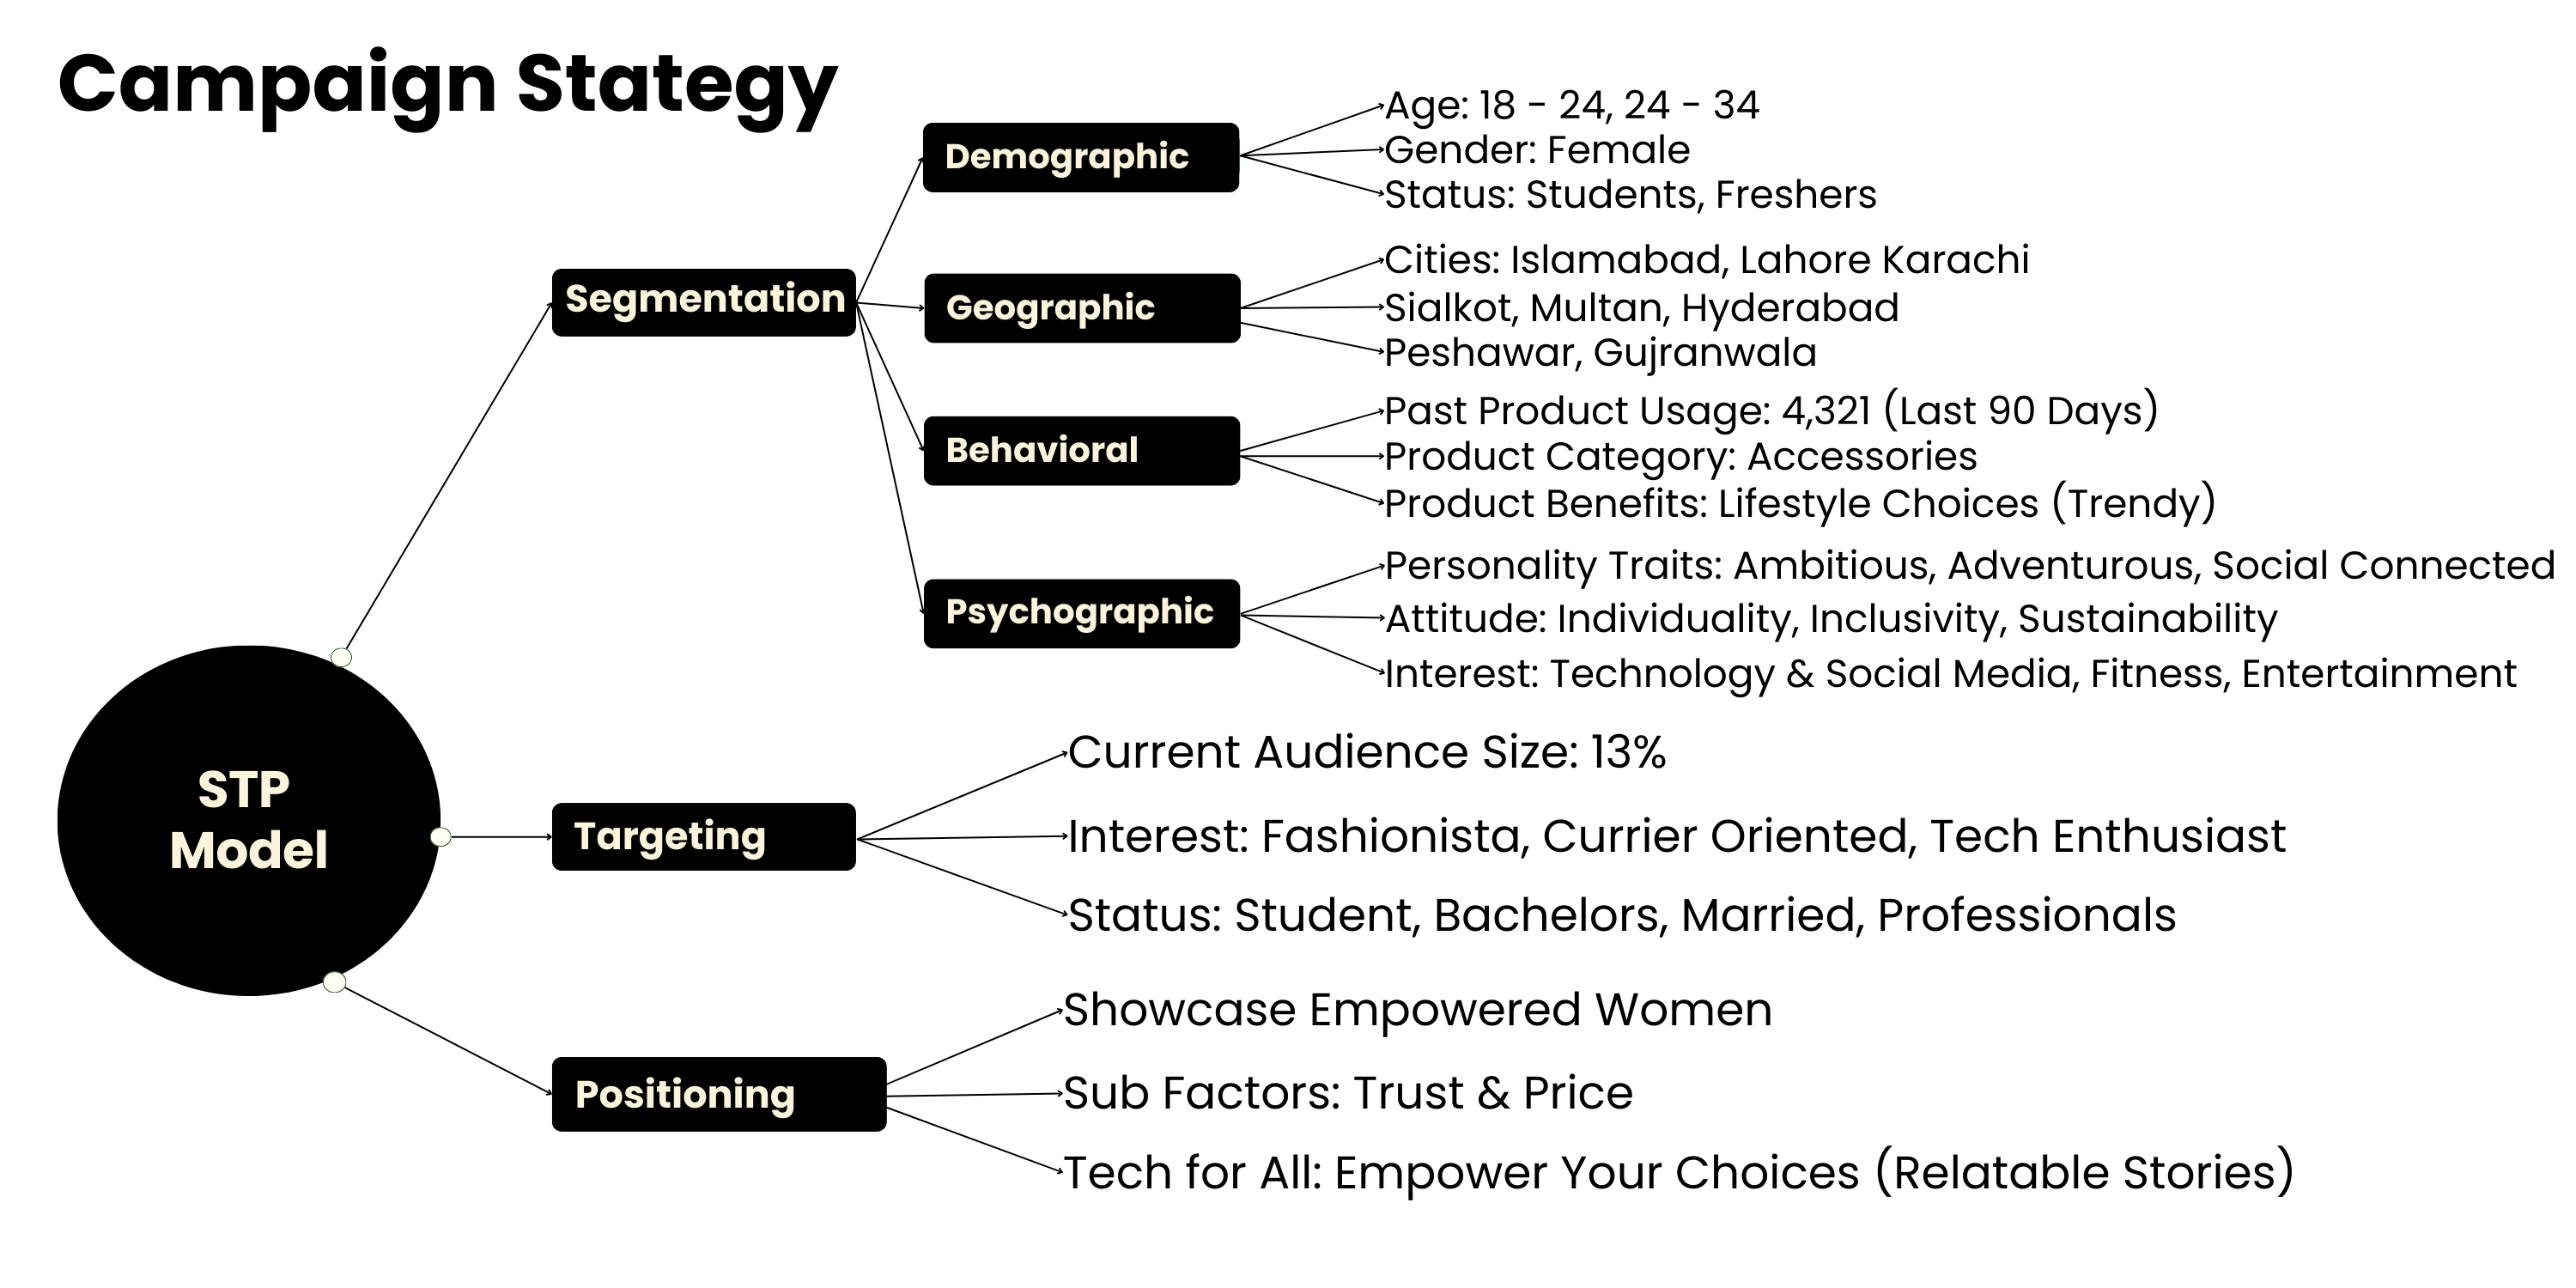 Campaign Stategy
STP
Model
Segmentation
Demographic
Age: 18 - 24, 24 - 34
Gender: Female
Status: Students, Freshers
Geographic
Cities: Islamabad, Lahore Karachi
Sialkot, Multan, Hyderabad
Peshawar, Gujranwala
Behavioral
Past Product Usage: 4,321 (Last 90 Days)
Product Category: Accessories
Product Benefits: Lifestyle Choices (Trendy)
Psychographic
Personality Traits: Ambitious, Adventurous, Social Connected
Attitude: Individuality, Inclusivity, Sustainability
Interest: Technology & Social Media, Fitness, Entertainment
Targeting
Current Audience Size: 13%
Interest: Fashionista, Currier Oriented, Tech Enthusiast
Status: Student, Bachelors, Married, Professionals
Positioning
Showcase Empowered Women
Sub Factors: Trust & Price
Tech for All: Empower Your Choices (Relatable Stories)